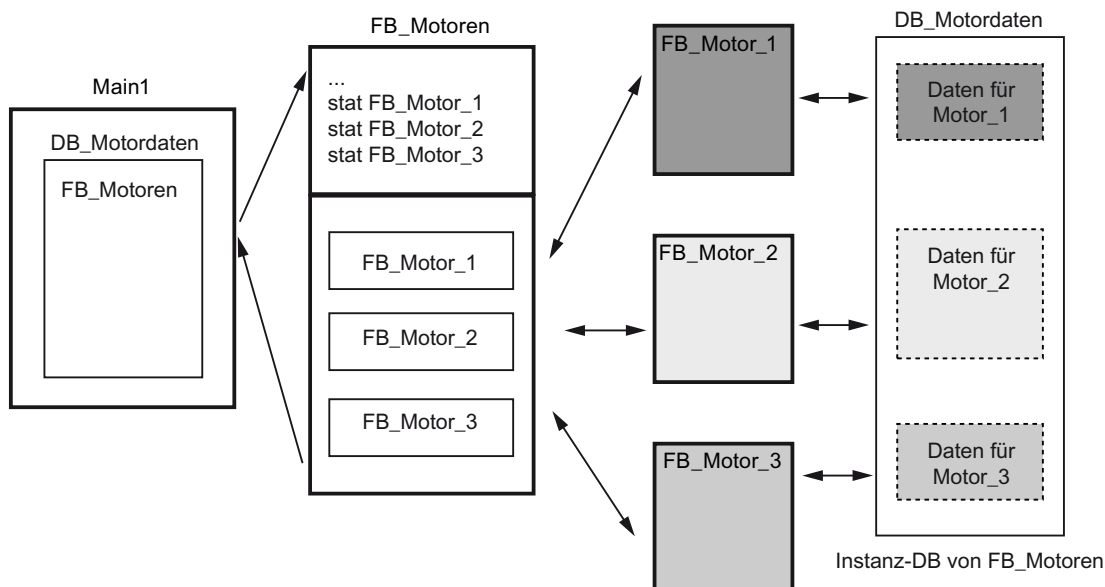 Main1
DB_Motordaten
FB_Motoren
FB_Motoren
...
stat FB_Motor_1
stat FB_Motor_2
stat FB_Motor_3
FB_Motor_1
FB_Motor_2
FB_Motor_3
FB_Motor_1
FB_Motor_2
FB_Motor_3
DB_Motordaten
Daten für
Motor_1
Daten für
Motor_2
Daten für
Motor_3
Instanz-DB von FB_Motoren